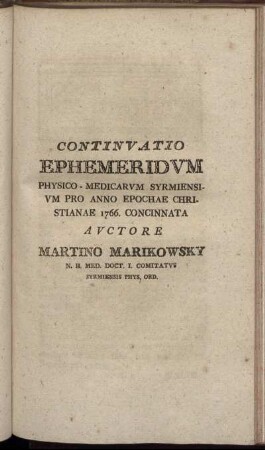 CONTINVATIO
EPHEMERIDVM
PHYSICO - MEDICARVM SYRMIENSI-
VM PRO ANNO EPOCHAE CHRI-
STIANAE 1766. CONCINNATA
AVCTORE
MARTINO MARIKOWSKY
N. H. MED. DOCT. I. COMITATVS
SYRMIENSIS PHYS. ORD.